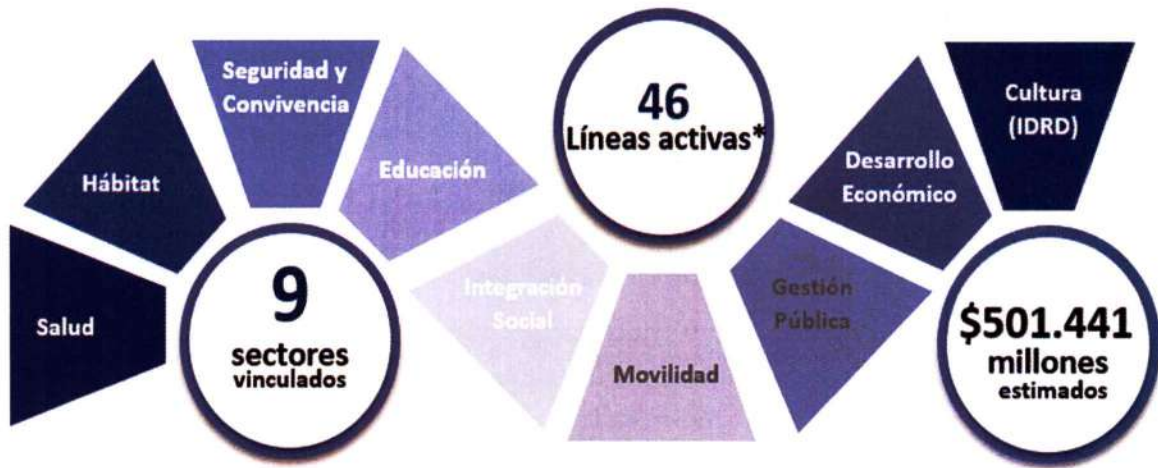 Salud
Hábitat
Seguridad y
Convivencia
Educación
9
sectores
vinculados
Integración
Social
46
Líneas activas*
Movilidad
Gestión
Pública
Desarrollo
Económico
Cultura
(IDRD)
$501.441
millones
estimados